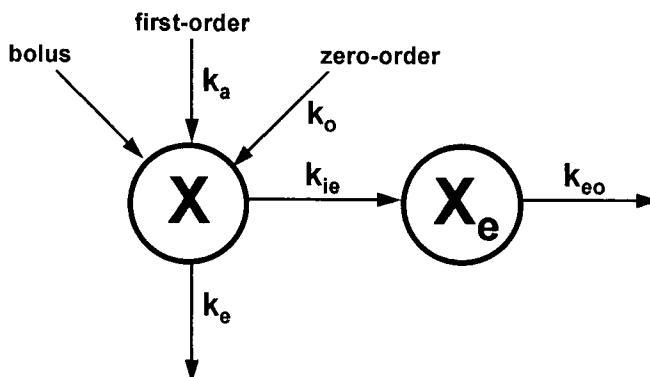 first-order
bolus
zero-order
ka
ko
X
kie
Xe
keo
ke